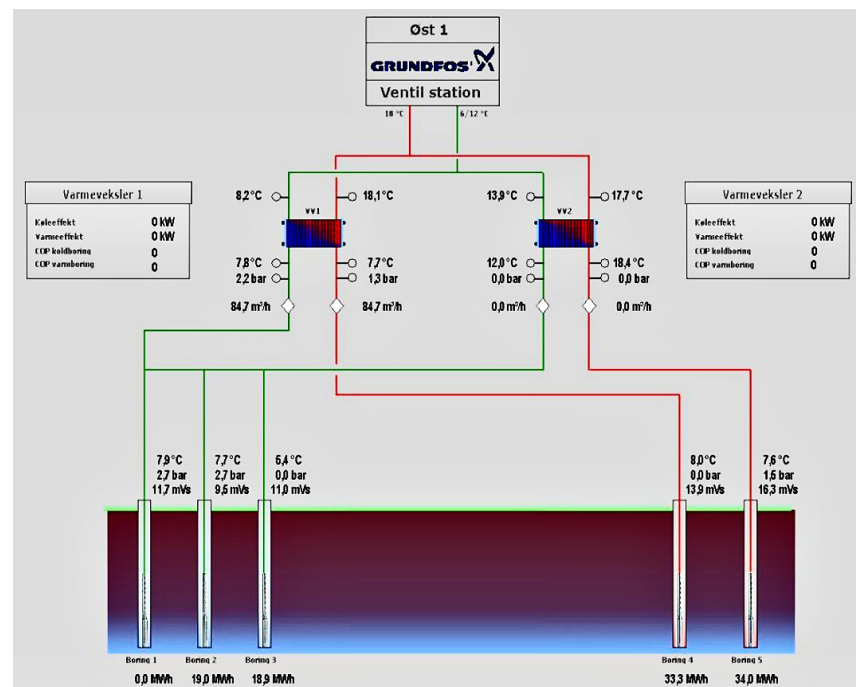 Øst 1
GRUNDFOS
Ventil station
18 °C
6/12 °C
8,2°C
18,1°C
13,9°C
17,7°C
VV1
VV2
Varmeveksler 1
Køleeffekt 0 kW
Varmeeffekt 0 kW
COP koldboring 0
COP varmboring 0
Varmeveksler 2
Køleeffekt 0 kW
Varmeeffekt 0 kW
COP koldboring 0
COP varmboring 0
7,8°C
7,7°C
12,0°C
18,4°C
2,2 bar
1,3 bar
0,0 bar
0,0 bar
84,7 m³/h
84,7 m³/h
0,0 m³/h
0,0 m³/h
7,9°C
2,7 bar
11,7 mVs
7,7°C
2,7 bar
9,5 mVs
5,4°C
0,0 bar
11,0 mVs
8,0°C
0,0 bar
13,9 mVs
7,6°C
1,5 bar
16,3 mVs
Boring 1
Boring 2
Boring 3
Boring 4
Boring 5
0,0 MWh
19,0 MWh
18,9 MWh
33,3 MWh
34,0 MWh